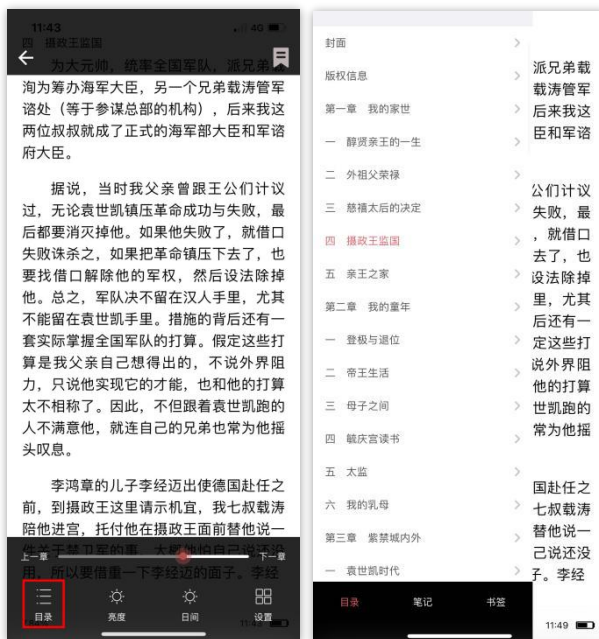 11:43
4G
四 摄政王监国
为大元帅，统率全国军队，派兄弟载
洵为筹办海军大臣，另一个兄弟载涛管军
谘处（等于参谋总部的机构），后来我这
两位叔叔就成了正式的海军部大臣和军谘
府大臣。
据说，当时我父亲曾跟王公们计议
过，无论袁世凯镇压革命成功与失败，最
后都要消灭掉他。如果他失败了，就借口
失败诛杀之，如果把革命镇压下去了，也
要找借口解除他的军权，然后设法除掉
他。总之，军队决不留在汉人手里，尤其
不能留在袁世凯手里。措施的背后还有一
套实际掌握全国军队的打算。假定这些打
算是我父亲自己想得出的，不说外界阻
力，只说他实现它的才能，也和他的打算
太不相称了。因此，不但跟着袁世凯跑的
人不满意他，就连自己的兄弟也常为他摇
头叹息。
李鸿章的儿子李经迈出使德国赴任之
前，到摄政王这里请示机宜，我七叔载涛
陪他进宫，托付他在摄政王面前替他说一
件关于禁卫军的事，大概他怕自己说还没
上一章
下一章
用，所以要借重一下李经迈的面子。李经
目录
亮度
日间
设置
11:43
封面
版权信息
第一章 我的家世
一 醇贤亲王的一生
二 外祖父荣禄
三 慈禧太后的决定
四 摄政王监国
五 亲王之家
第二章 我的童年
一 登极与退位
二 帝王生活
三 母子之间
四 毓庆宫读书
五 太监
六 我的乳母
第三章 紫禁城内外
一 袁世凯时代
目录
笔记
书签
派兄弟载
载涛管军
后来我这
臣和军谘
公们计议
失败，最
，就借口
去了，也
设法除掉
里，尤其
后还有一
定这些打
说外界阻
他的打算
世凯跑的
常为他摇
国赴任之
七叔载涛
替他说一
己说还没
子。李经
11:49